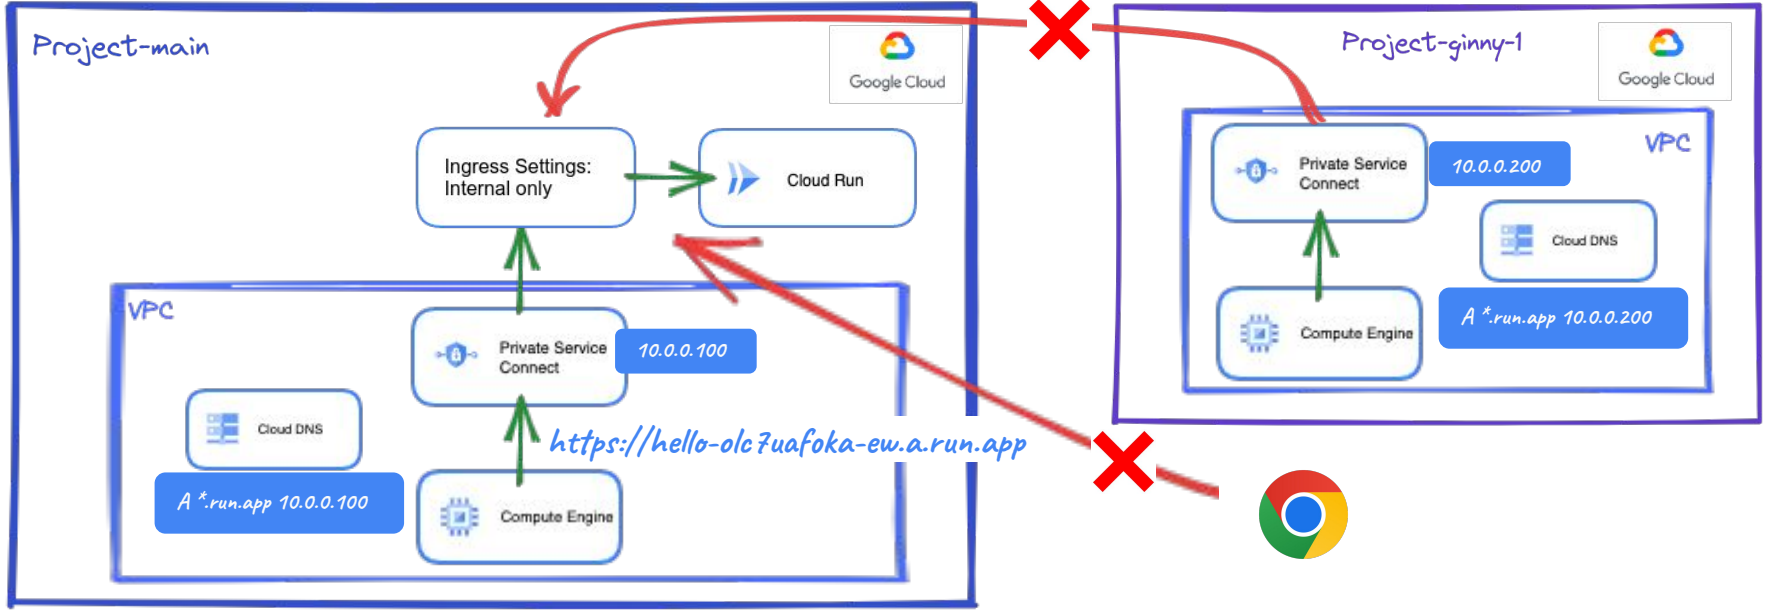 Project-main
Google Cloud
Ingress Settings:
Internal only
Cloud Run
VPC
Private Service
Connect
10.0.0.100
Cloud DNS
A *.run.app 10.0.0.100
https://hello-olc7uafoka-ew.a.run.app
Compute Engine
Project-ginny-1
Google Cloud
VPC
Private Service
Connect
10.0.0.200
Cloud DNS
A *.run.app 10.0.0.200
Compute Engine